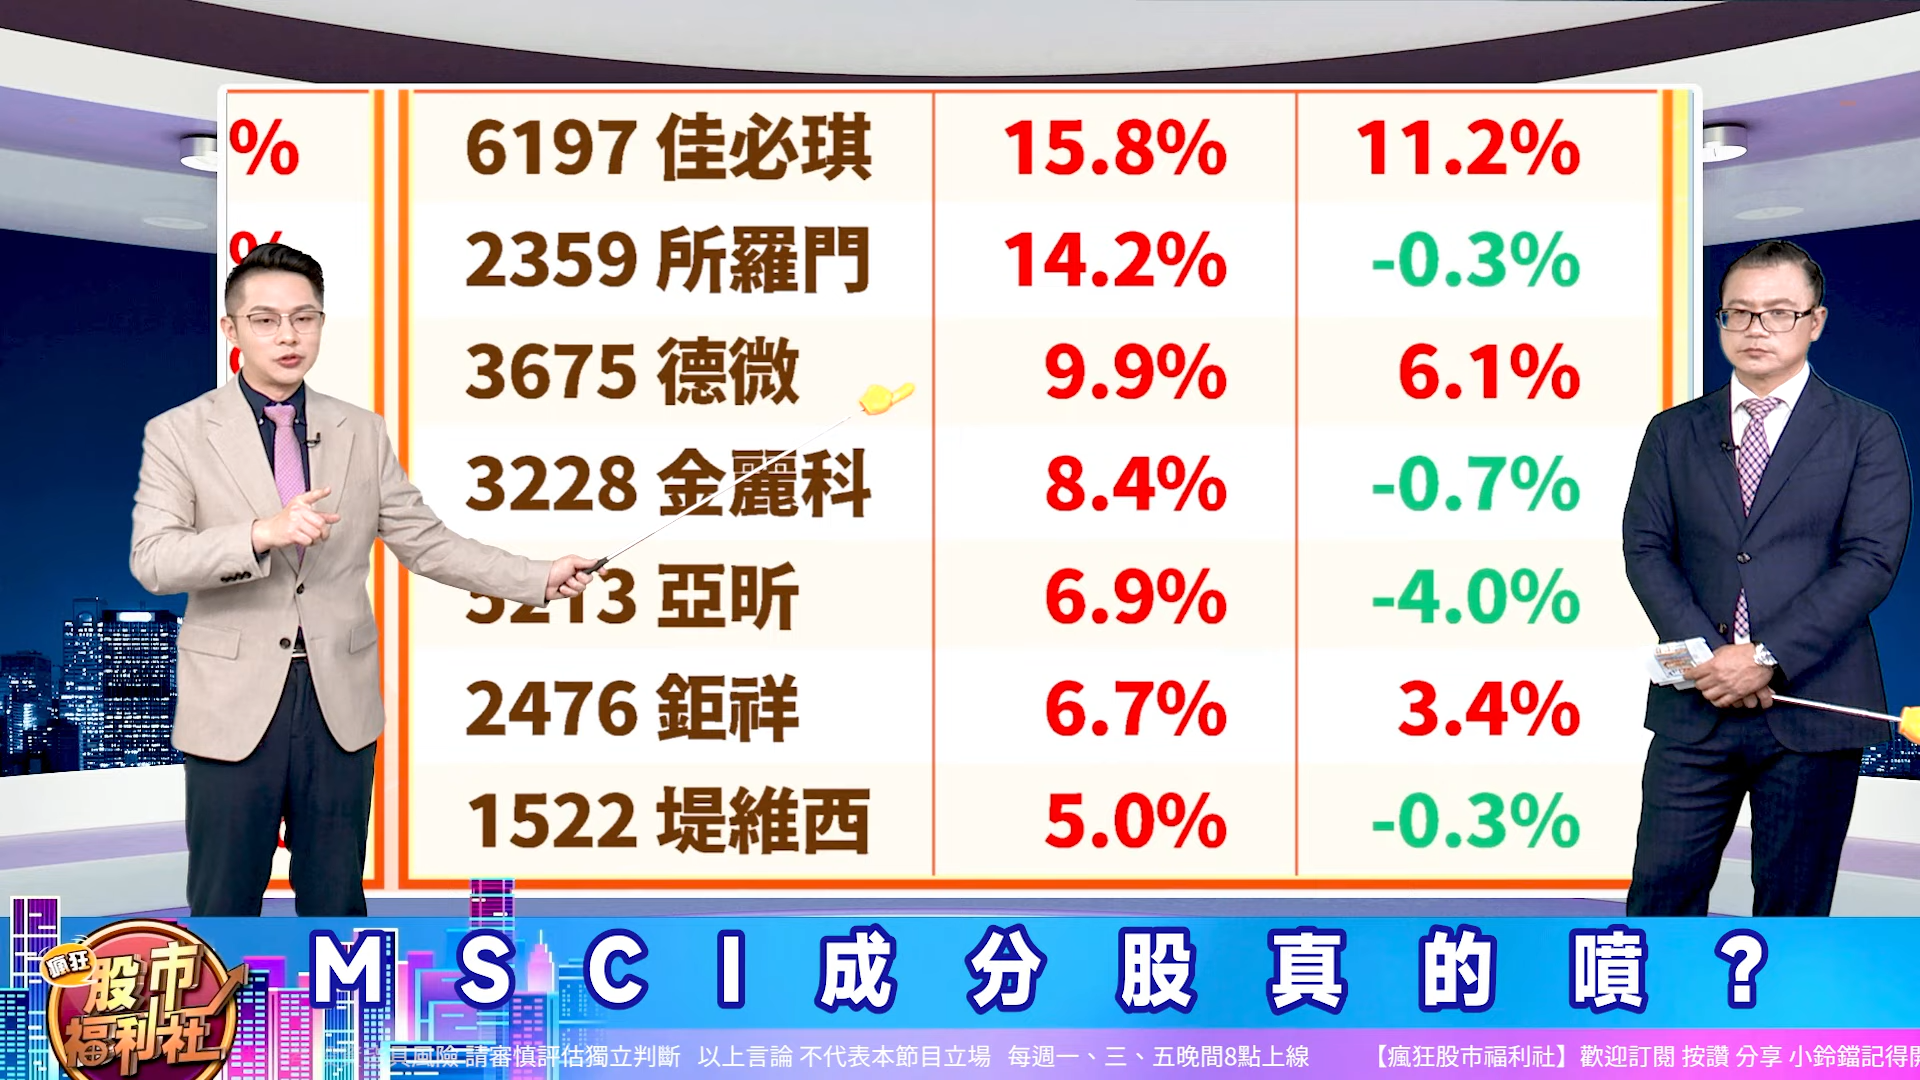 %
6197 佳必琪 15.8% 11.2%
%
2359 所羅門 14.2% -0.3%
3675 德微 9.9% 6.1%
3228 金麗科 8.4% -0.7%
5213 亞昕 6.9% -4.0%
2476 鉅祥 6.7% 3.4%
1522 堤維西 5.0% -0.3%
MSCI成分股真的噴?
瘋狂
股市
福利社
具風險 請審慎評估獨立判斷 以上言論 不代表本節目立場 每週一、三、五晚間8點上線 【瘋狂股市福利社】歡迎訂閱 按讚 分享 小鈴鐺記得開